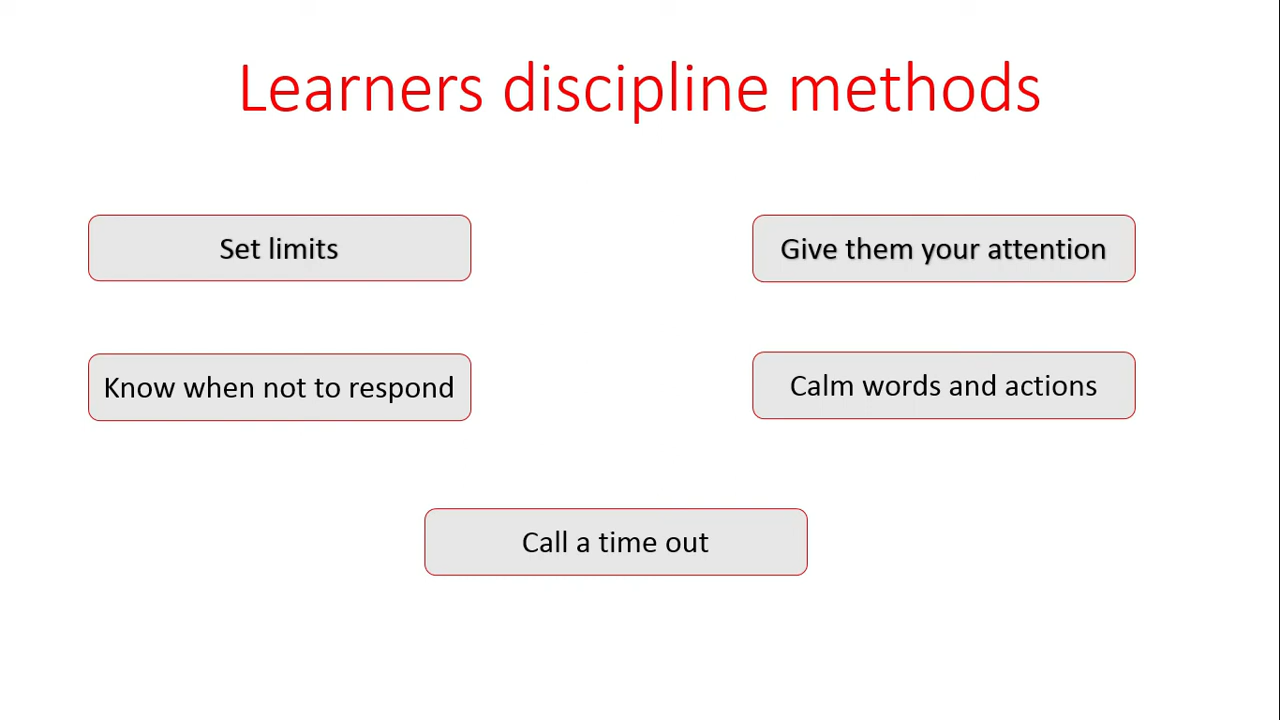 Learners discipline methods
Set limits
Give them your attention
Know when not to respond
Calm words and actions
Call a time out